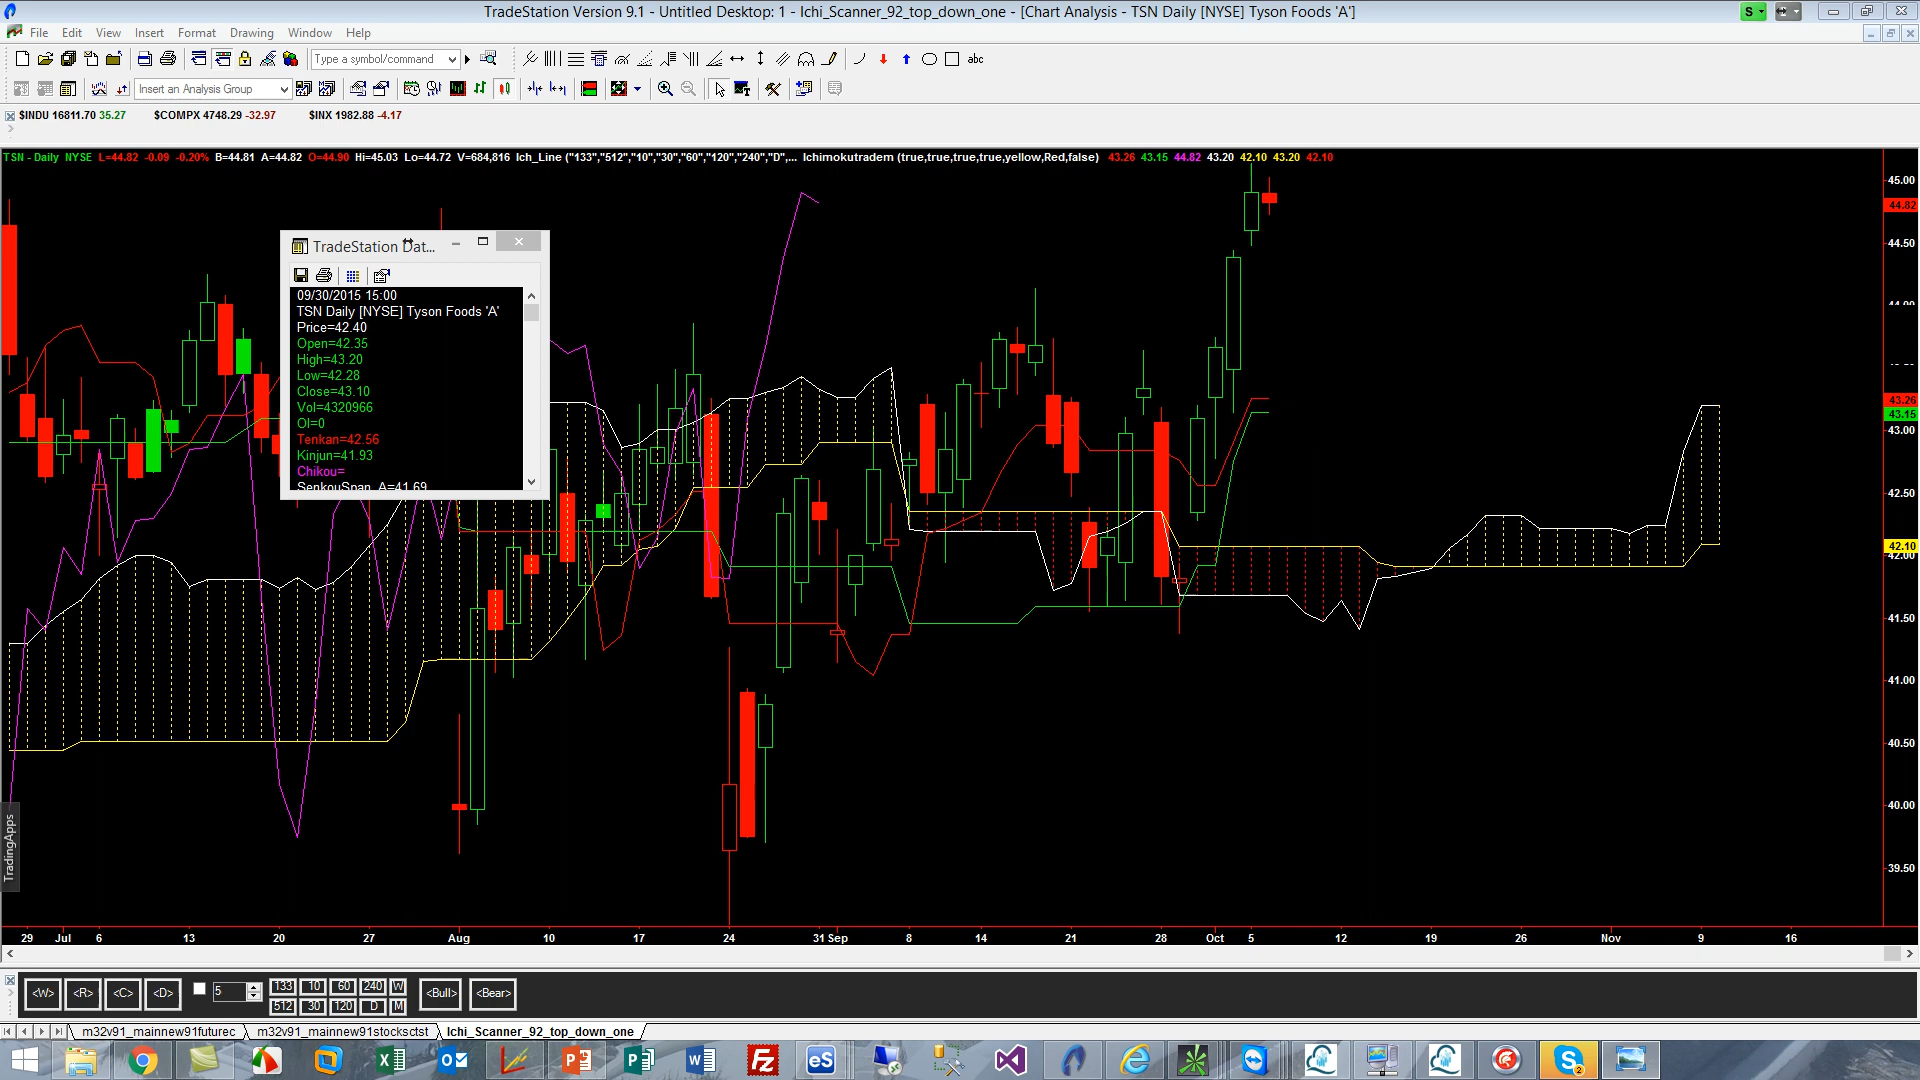 TradeStation Version 9.1 - Untitled Desktop: 1 - Ichi_Scanner_92_top_down_one - [Chart Analysis - TSN Daily [NYSE] Tyson Foods 'A']
S
File Edit View Insert Format Drawing Window Help
Type a symbol/command
abc
Insert an Analysis Group
$INDU 16811.70 35.27 $COMPX 4748.29 -32.97 $INX 1982.88 -4.17
TSN - Daily NYSE L=44.82 -0.09 -0.20% B=44.81 A=44.82 O=44.90 Hi=45.03 Lo=44.72 V=684,816 Ich_Line ("133","512","10","30","60","120","240","D",... Ichimokutradem (true,true,true,true,yellow,Red,false) 43.26 43.15 44.82 43.20 42.10 43.20 42.10
45.00
44.82
44.50
44.00
43.26
43.15
43.00
42.50
42.10
42.00
41.50
41.00
40.50
40.00
39.50
TradeStation Dat...
09/30/2015 15:00
TSN Daily [NYSE] Tyson Foods 'A'
Price=42.40
Open=42.35
High=43.20
Low=42.28
Close=43.10
Vol=4320966
OI=0
Tenkan=42.56
Kinjun=41.93
Chikou=
SenkouSpan_A=41.69
TradingApps
29 Jul 6 13 20 27 Aug 10 17 24 31 Sep 8 14 21 28 Oct 5 12 19 26 Nov 9 16
<W> <R> <C> <D> 5 133 10 60 240 W <Bull> <Bear>
512 30 120 D M
m32v91_mainnew91futurec m32v91_mainnew91stocksctst Ichi_Scanner_92_top_down_one